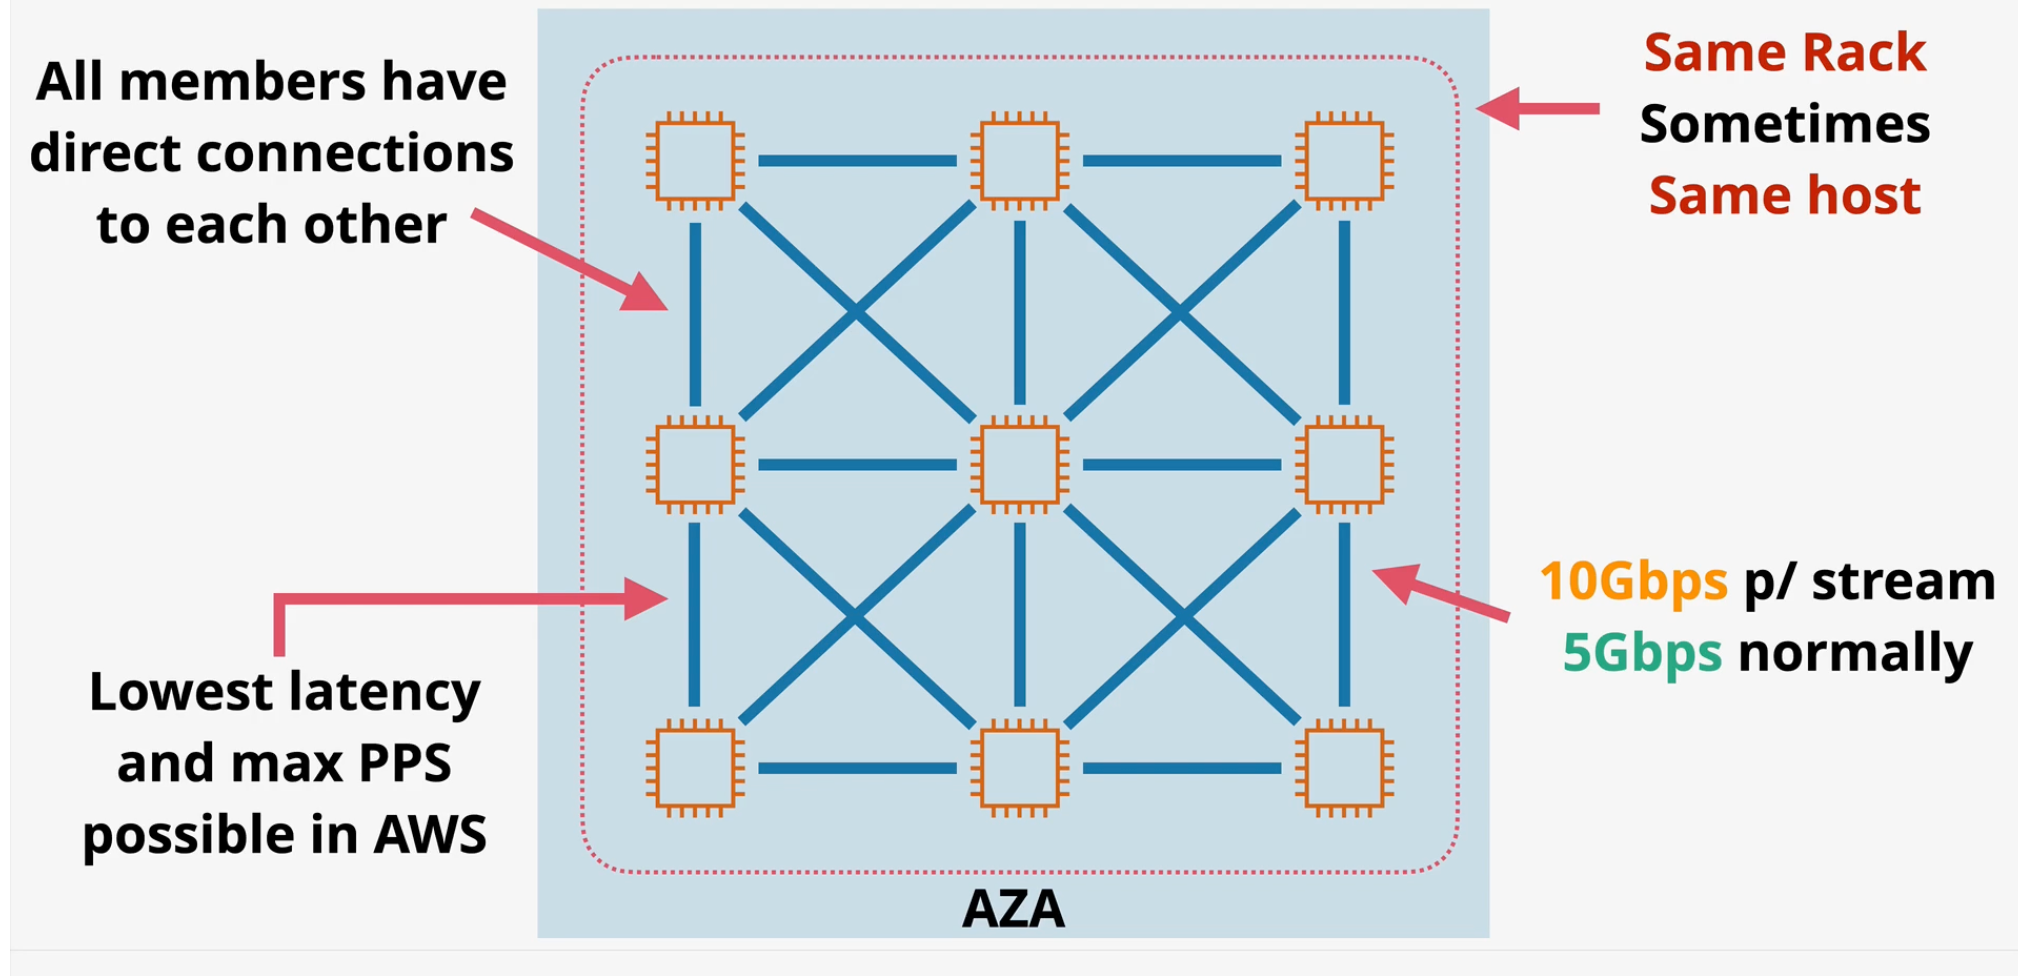 All members have
direct connections
to each other
Same Rack
Sometimes
Same host
10Gbps p/ stream
5Gbps normally
Lowest latency
and max PPS
possible in AWS
AZA